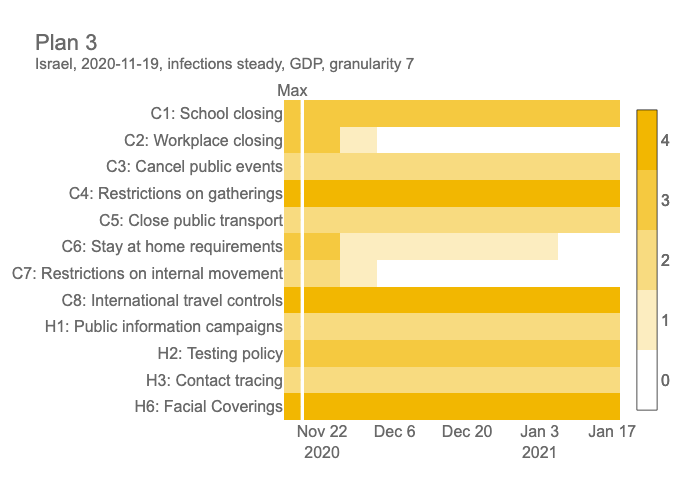 Plan 3
Israel, 2020-11-19, infections steady, GDP, granularity 7
Max
C1: School closing
C2: Workplace closing
C3: Cancel public events
C4: Restrictions on gatherings
C5: Close public transport
C6: Stay at home requirements
C7: Restrictions on internal movement
C8: International travel controls
H1: Public information campaigns
H2: Testing policy
H3: Contact tracing
H6: Facial Coverings
Nov 22 Dec 6 Dec 20 Jan 3 Jan 17
2020 2021
4
3
2
1
0